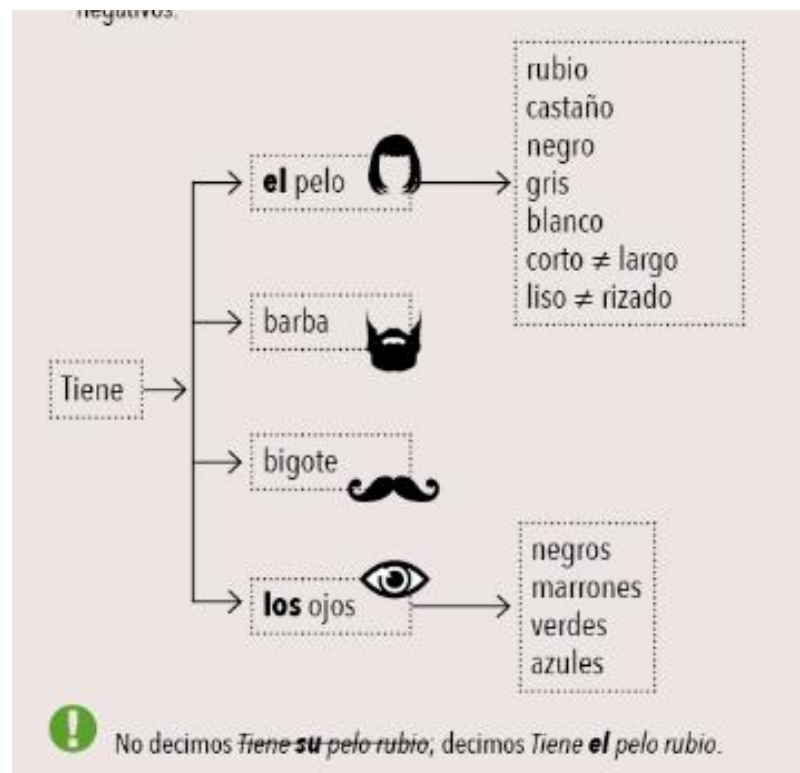 negativos.
rubio
castaño
negro
gris
blanco
corto ≠ largo
liso ≠ rizado
el pelo
barba
Tiene
bigote
los ojos
negros
marrones
verdes
azules
No decimos Tiene su pelo rubio; decimos Tiene el pelo rubio.